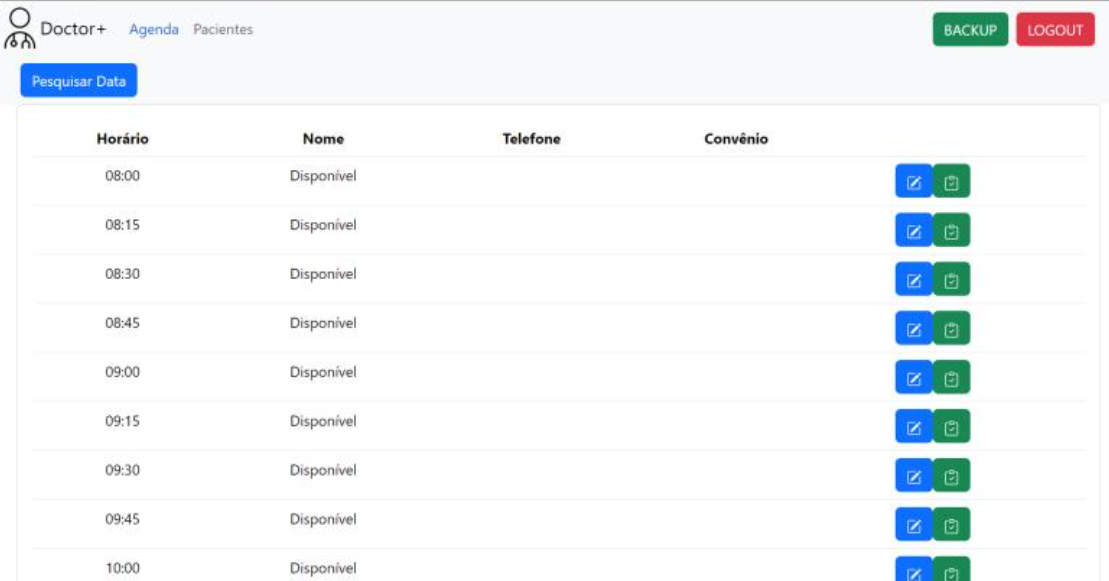 Doctor+ Agenda Pacientes BACKUP LOGOUT
Pesquisar Data
Horário Nome Telefone Convênio
08:00 Disponível
08:15 Disponível
08:30 Disponível
08:45 Disponível
09:00 Disponível
09:15 Disponível
09:30 Disponível
09:45 Disponível
10:00 Disponível